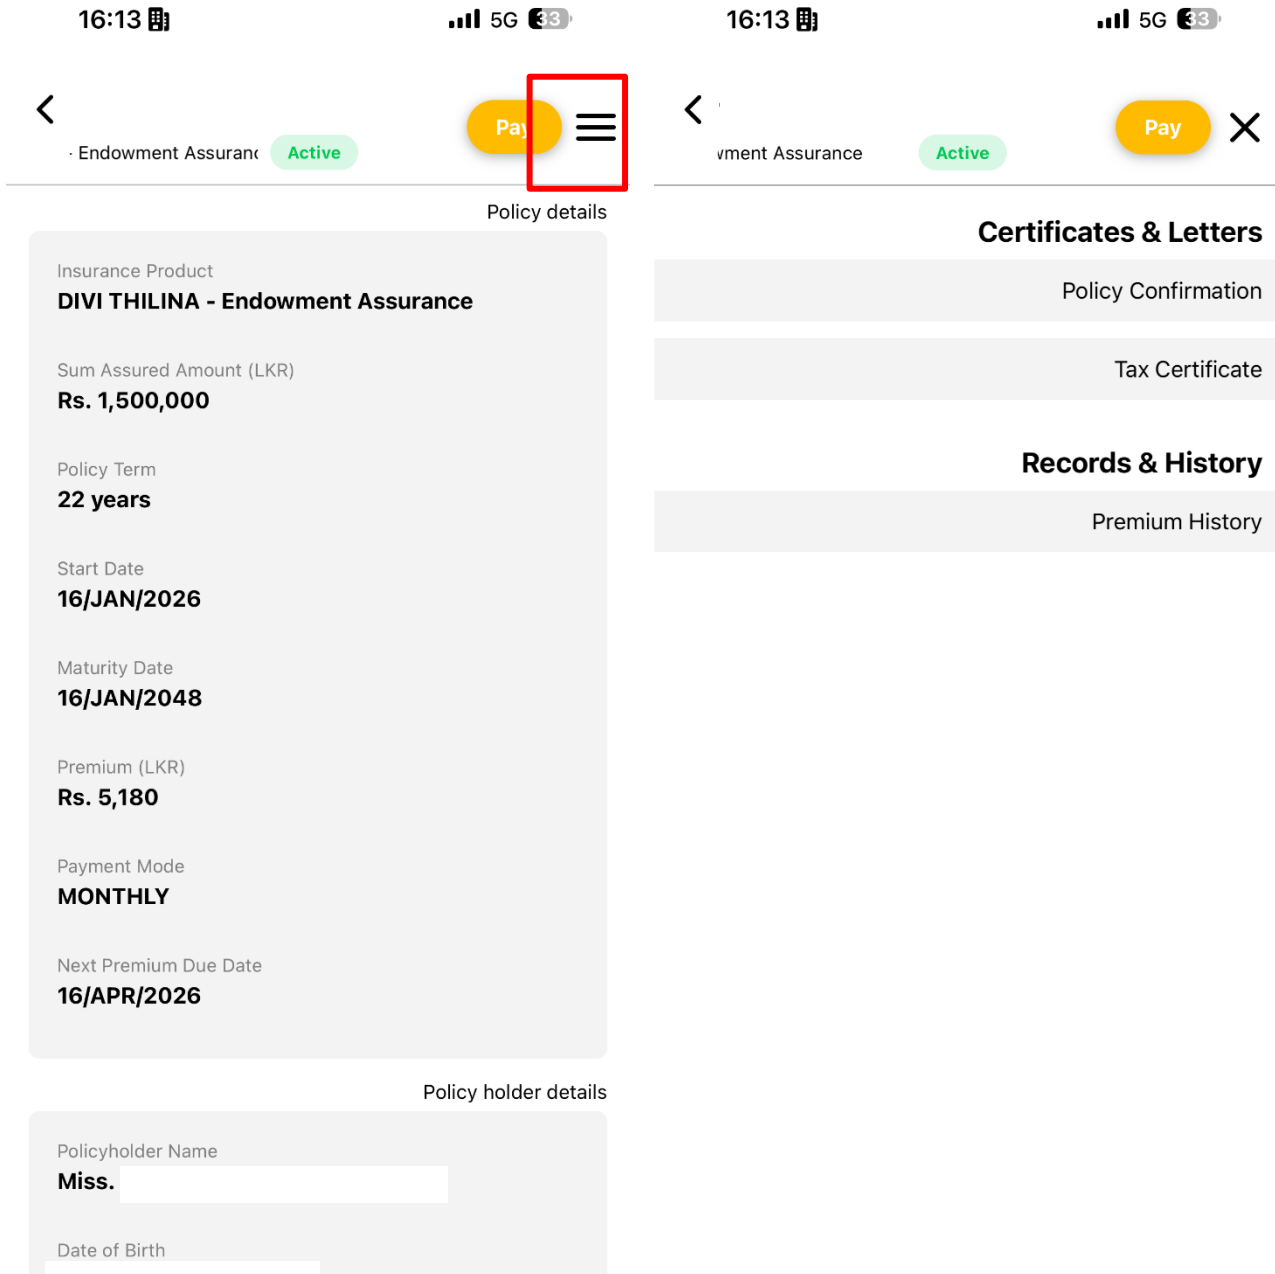 16:13
5G 33
Pay
· Endowment Assuranc
Active
Policy details
Insurance Product
DIVI THILINA - Endowment Assurance
Sum Assured Amount (LKR)
Rs. 1,500,000
Policy Term
22 years
Start Date
16/JAN/2026
Maturity Date
16/JAN/2048
Premium (LKR)
Rs. 5,180
Payment Mode
MONTHLY
Next Premium Due Date
16/APR/2026
Policy holder details
Policyholder Name
Miss.
Date of Birth
16:13
5G 33
Pay
Assurance
Active
Certificates & Letters
Policy Confirmation
Tax Certificate
Records & History
Premium History